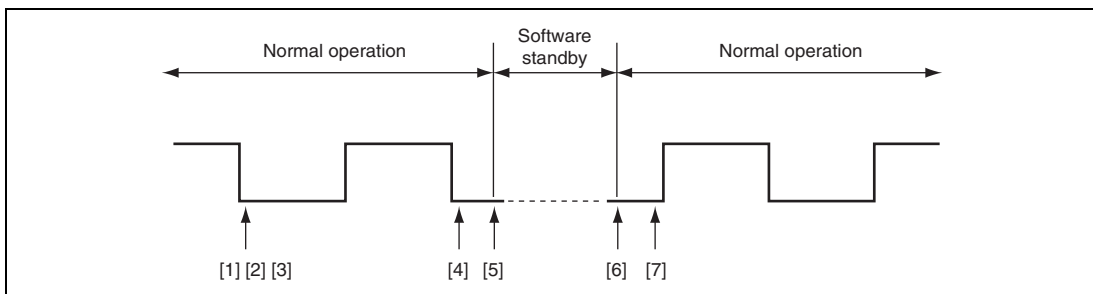 Normal operation
Software
standby
Normal operation
[1] [2] [3]
[4]
[5]
[6]
[7]